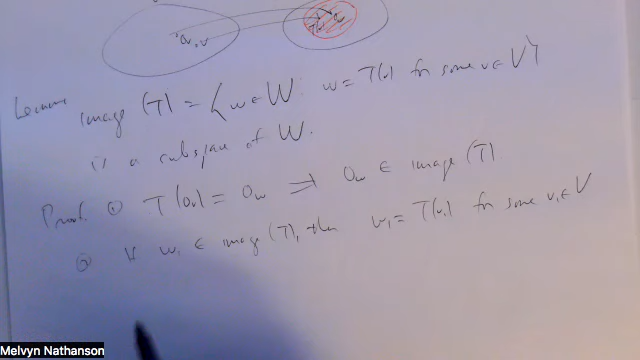 0v, v
T(v) 0w
Lemma image (T) = { w ∈ W : w = T(v) for some v ∈ V }
is a subspace of W.
Proof. ① T(0v) = 0w ⇒ 0w ∈ image (T)
② If w₁ ∈ image (T), then w₁ = T(v₁) for some v₁ ∈ V
Melvyn Nathanson